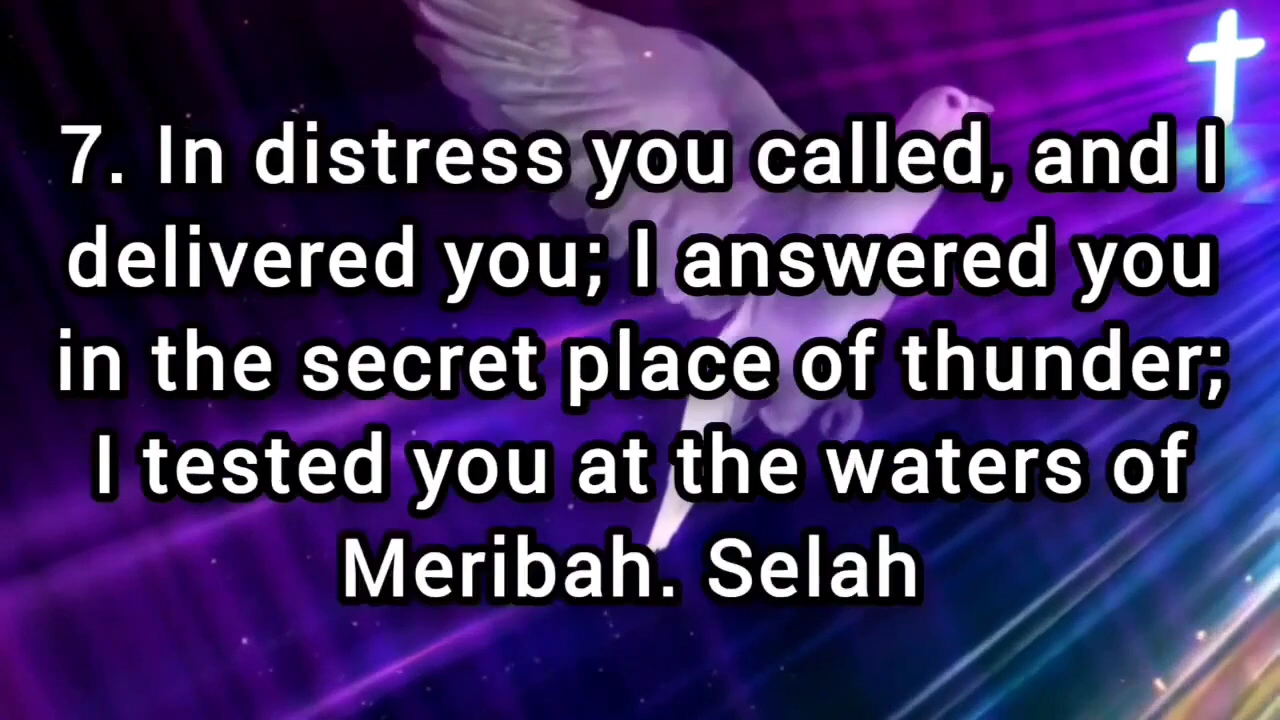 7. In distress you called, and I
delivered you; I answered you
in the secret place of thunder;
I tested you at the waters of
Meribah. Selah